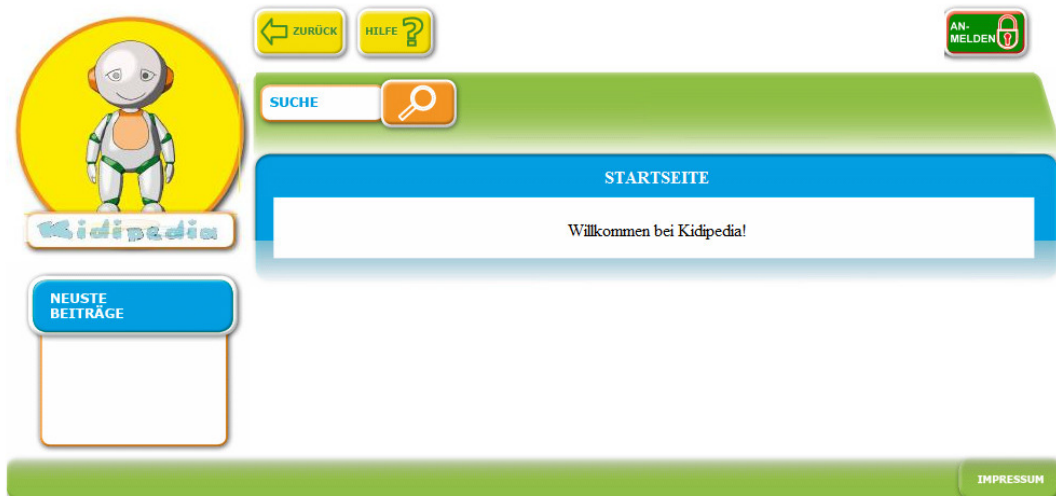 ZURÜCK
HILFE
AN-
MELDEN
SUCHE
STARTSEITE
Kidipedia
Willkommen bei Kidipedia!
NEUSTE
BEITRÄGE
IMPRESSUM